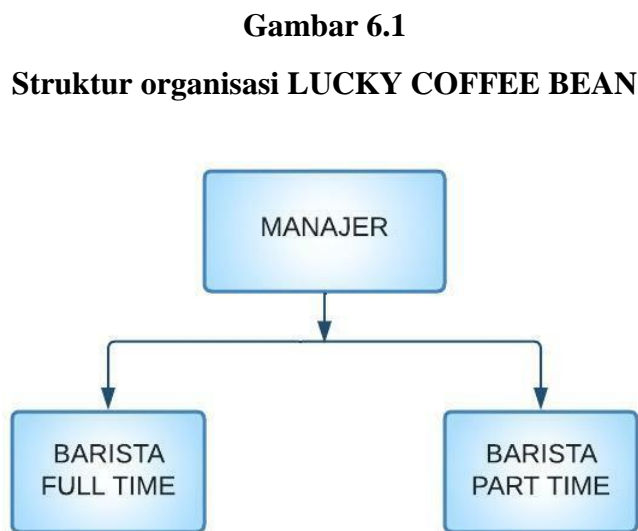 Gambar 6.1
Struktur organisasi LUCKY COFFEE BEAN
MANAJER
BARISTA
FULL TIME
BARISTA
PART TIME